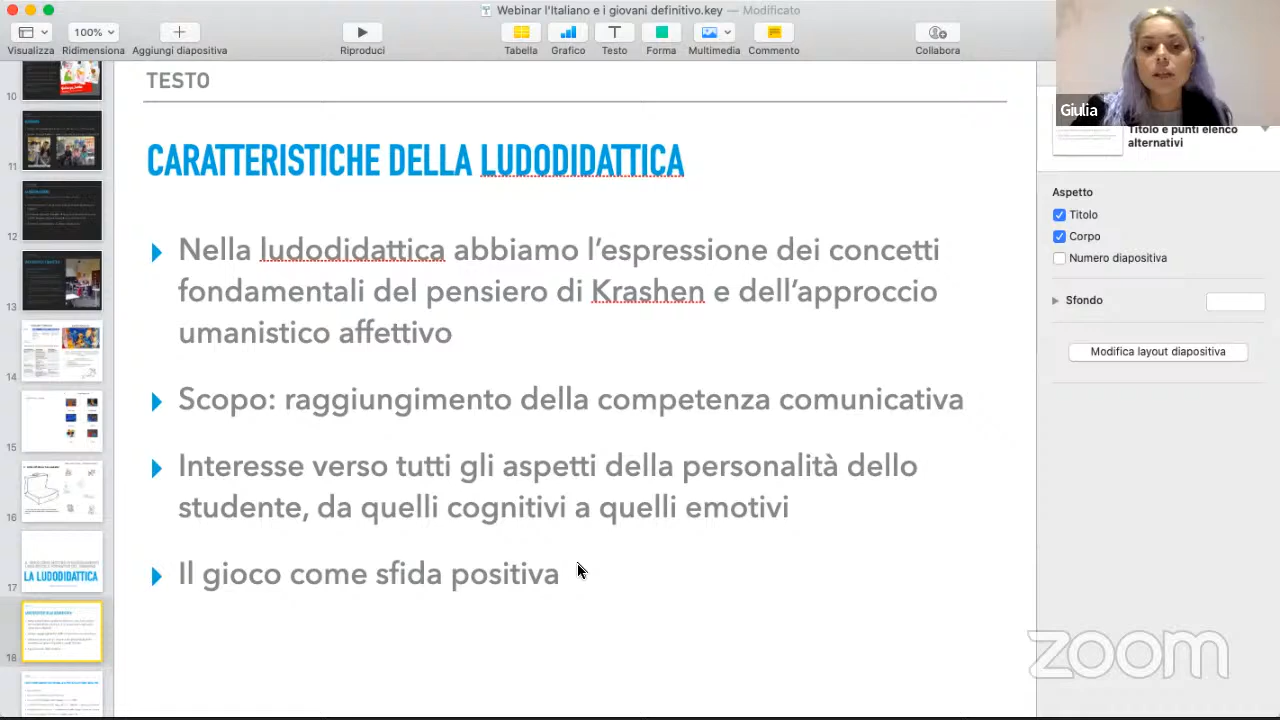 Webinar l'Italiano e i giovani definitivo.key — Modificato
100%
Visualizza
Ridimensiona
Aggiungi diapositiva
Riproduci
Tabella
Grafico
Testo
Forma
Multimedia
Commento
Collabora
Giulia
TESTO
CARATTERISTICHE DELLA LUDODIDATTICA
Nella ludodidattica abbiamo l'espressione dei concetti
fondamentali del pensiero di Krashen e dell'approccio
umanistico affettivo
Scopo: raggiungimento della competenza comunicativa
Interesse verso tutti gli aspetti della personalità dello
studente, da quelli cognitivi a quelli emotivi
Il gioco come sfida positiva
10
11
12
13
14
15
16
17
LA LUDODIDATTICA
18
Titolo e punti elenco
alternativi
Aspetto
Titolo
Corpo
Numero diapositiva
Sfondo
Modifica layout diapositiva
zoom